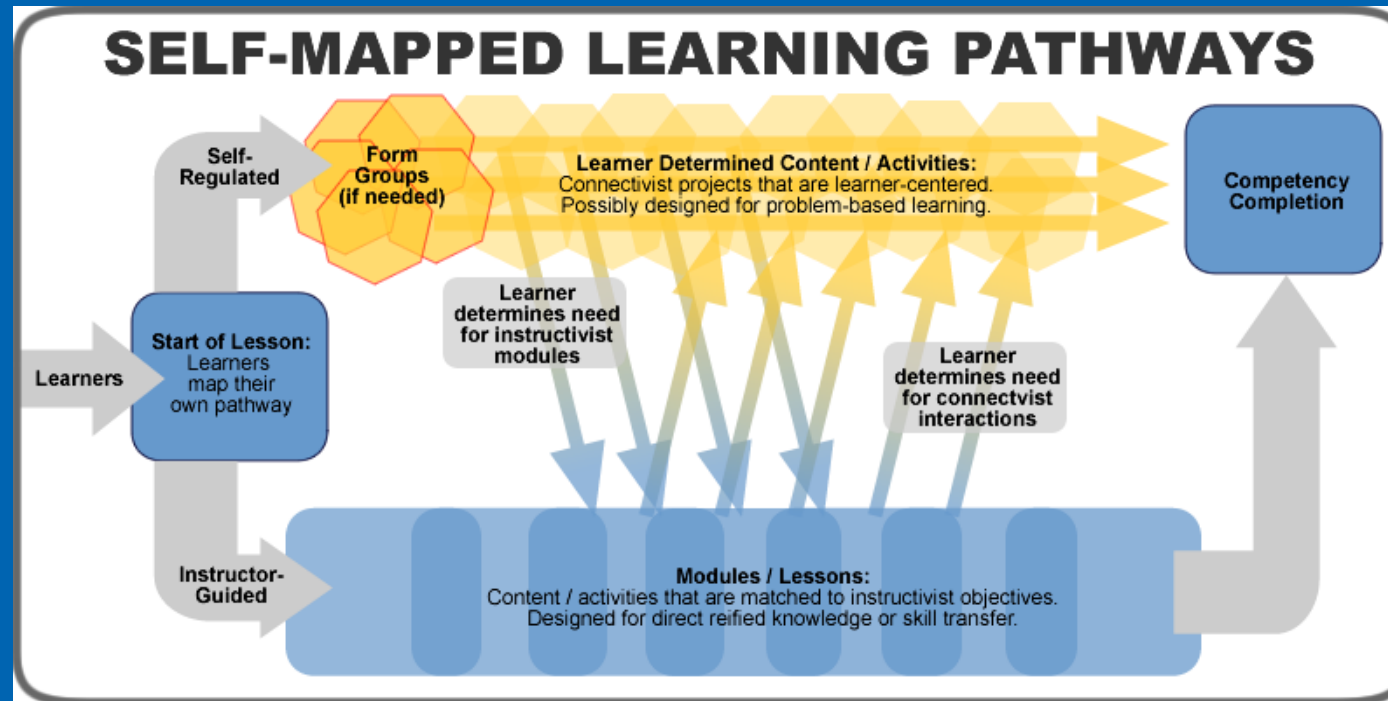 SELF-MAPPED LEARNING PATHWAYS
Self-
Regulated
Form
Groups
(if needed)
Learner Determined Content / Activities:
Connectivist projects that are learner-centered.
Possibly designed for problem-based learning.
Competency
Completion
Learner
determines need
for instructivist
modules
Learner
determines need
for connectvist
interactions
Learners
Start of Lesson:
Learners
map their
own pathway
Instructor-
Guided
Modules / Lessons:
Content / activities that are matched to instructivist objectives.
Designed for direct reified knowledge or skill transfer.